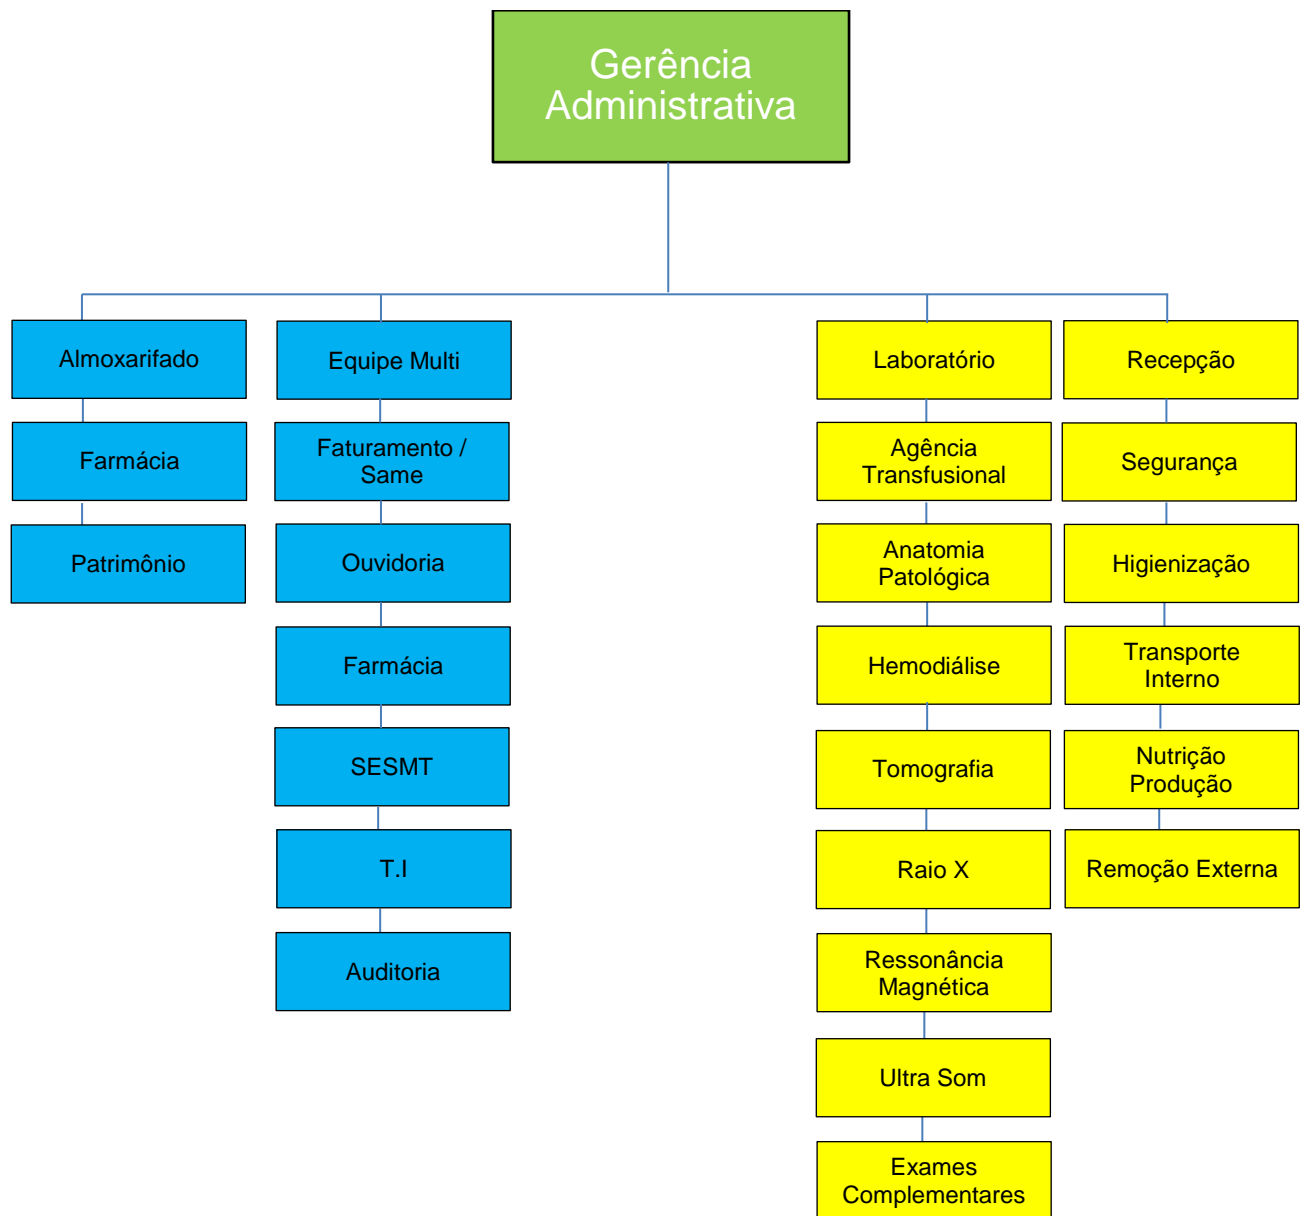 Gerência
Administrativa
Almoxarifado
Farmácia
Patrimônio
Equipe Multi
Faturamento /
Same
Ouvidoria
Farmácia
SESMT
T.I
Auditoria
Laboratório
Agência
Transfusional
Anatomia
Patológica
Hemodiálise
Tomografia
Raio X
Ressonância
Magnética
Ultra Som
Exames
Complementares
Recepção
Segurança
Higienização
Transporte
Interno
Nutrição
Produção
Remoção Externa